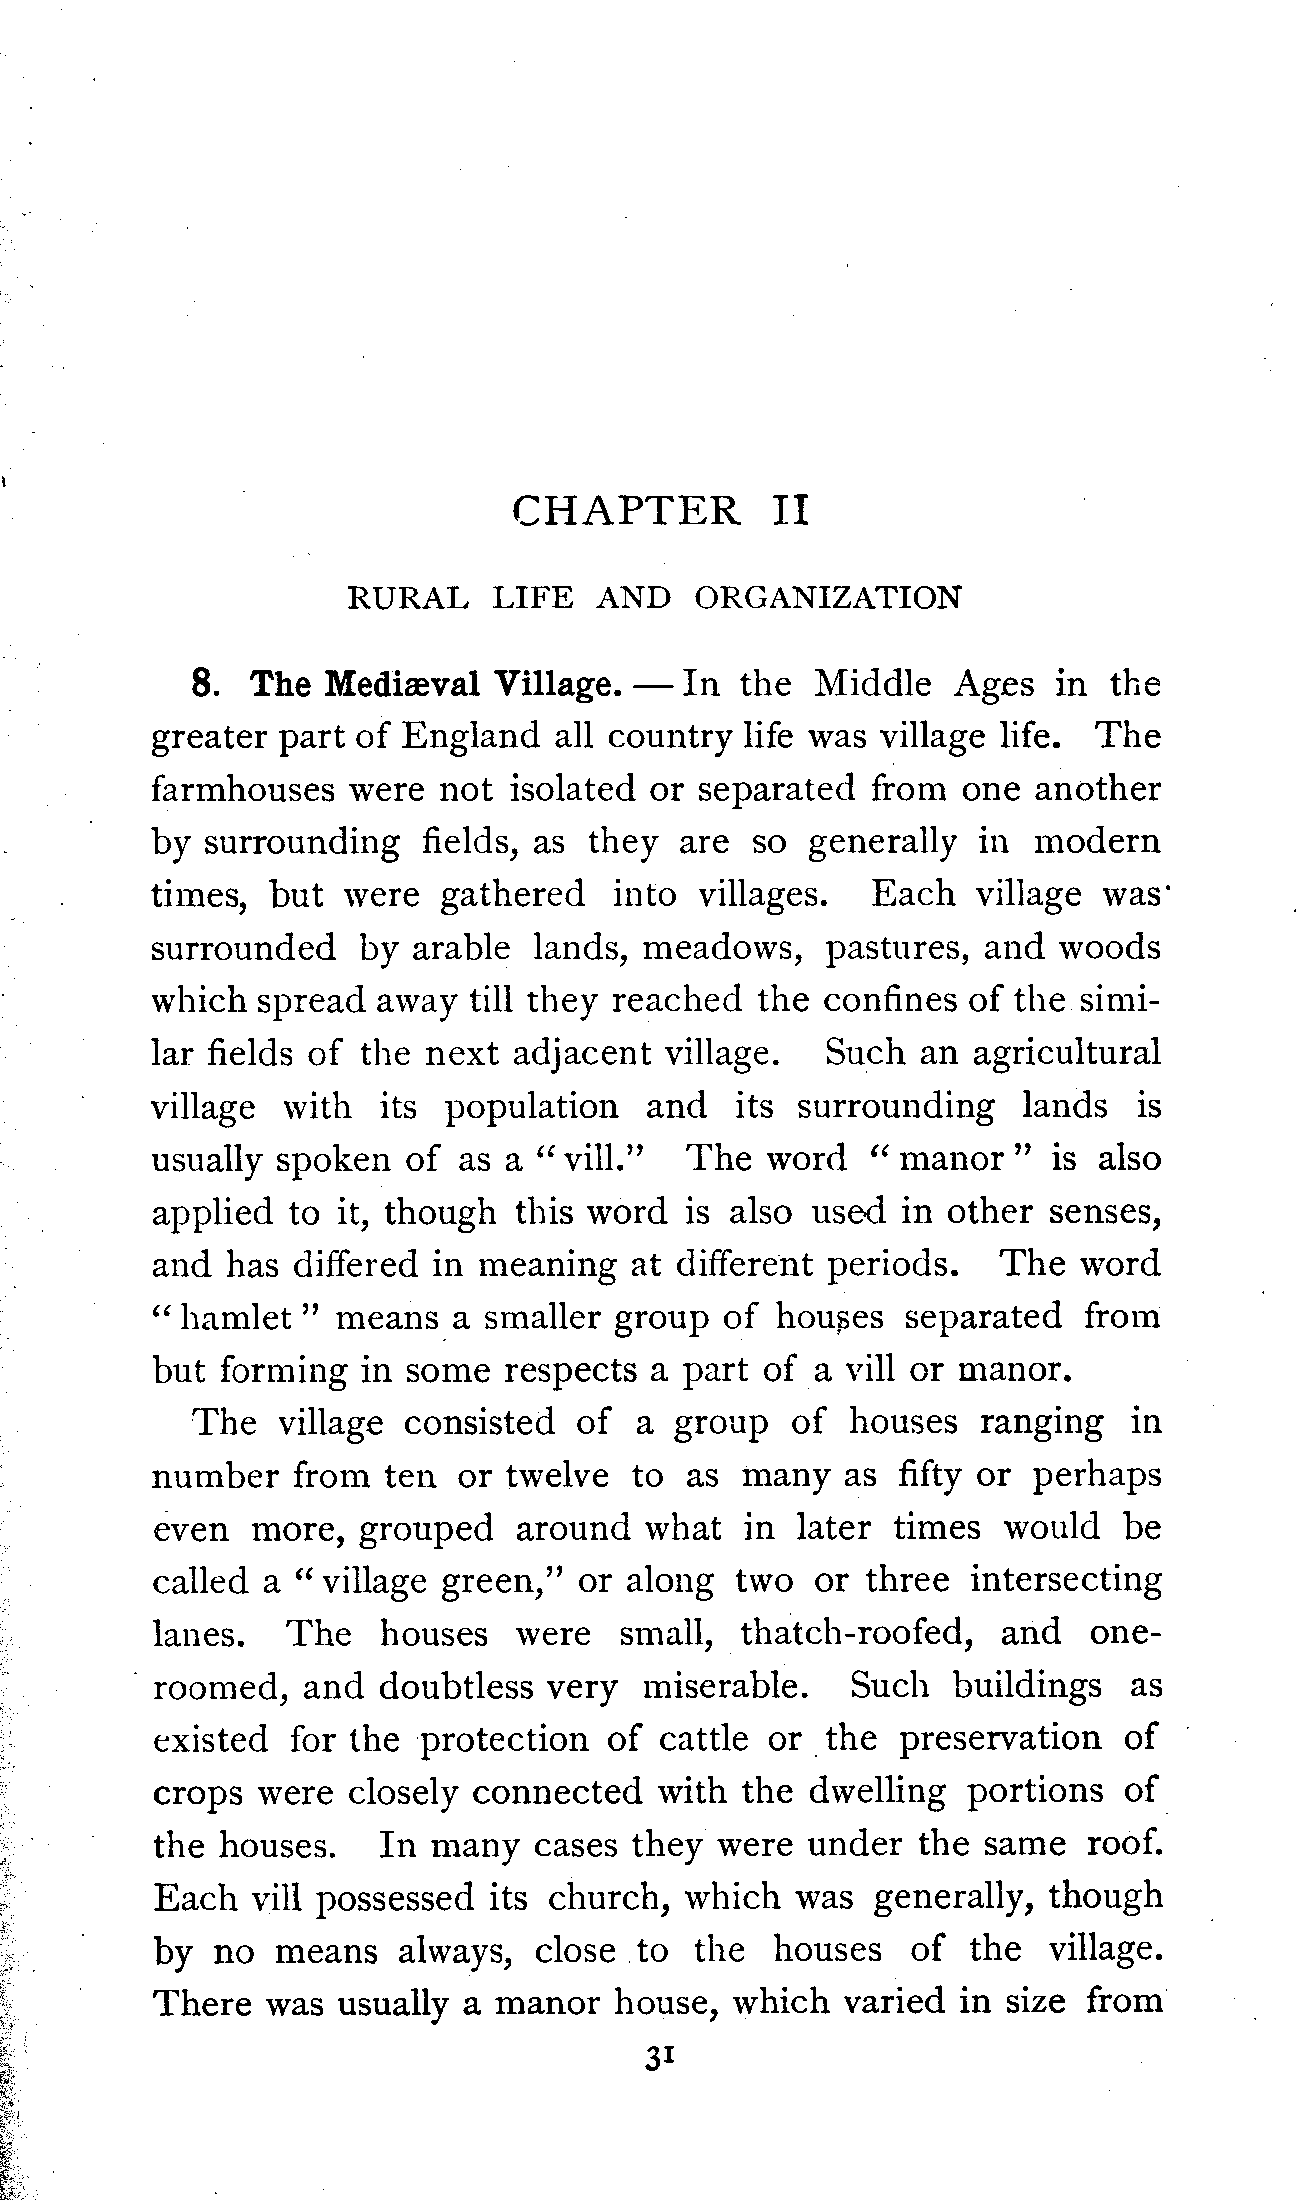 CHAPTER II
RURAL LIFE AND ORGANIZATION
8. The Mediæval Village. — In the Middle Ages in the
greater part of England all country life was village life. The
farmhouses were not isolated or separated from one another
by surrounding fields, as they are so generally in modern
times, but were gathered into villages. Each village was
surrounded by arable lands, meadows, pastures, and woods
which spread away till they reached the confines of the simi-
lar fields of the next adjacent village. Such an agricultural
village with its population and its surrounding lands is
usually spoken of as a “vill.” The word “manor” is also
applied to it, though this word is also used in other senses,
and has differed in meaning at different periods. The word
“hamlet” means a smaller group of houses separated from
but forming in some respects a part of a vill or manor.
The village consisted of a group of houses ranging in
number from ten or twelve to as many as fifty or perhaps
even more, grouped around what in later times would be
called a “village green,” or along two or three intersecting
lanes. The houses were small, thatch-roofed, and one-
roomed, and doubtless very miserable. Such buildings as
existed for the protection of cattle or the preservation of
crops were closely connected with the dwelling portions of
the houses. In many cases they were under the same roof.
Each vill possessed its church, which was generally, though
by no means always, close to the houses of the village.
There was usually a manor house, which varied in size from
31